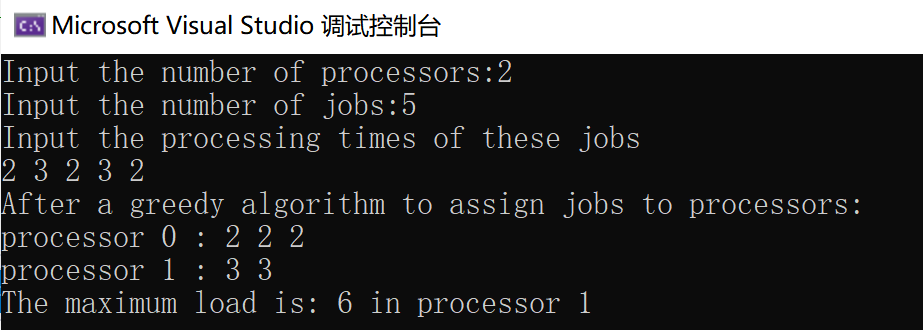 C:\ Microsoft Visual Studio 调试控制台
Input the number of processors:2
Input the number of jobs:5
Input the processing times of these jobs
2 3 2 3 2
After a greedy algorithm to assign jobs to processors:
processor 0 : 2 2 2
processor 1 : 3 3
The maximum load is: 6 in processor 1